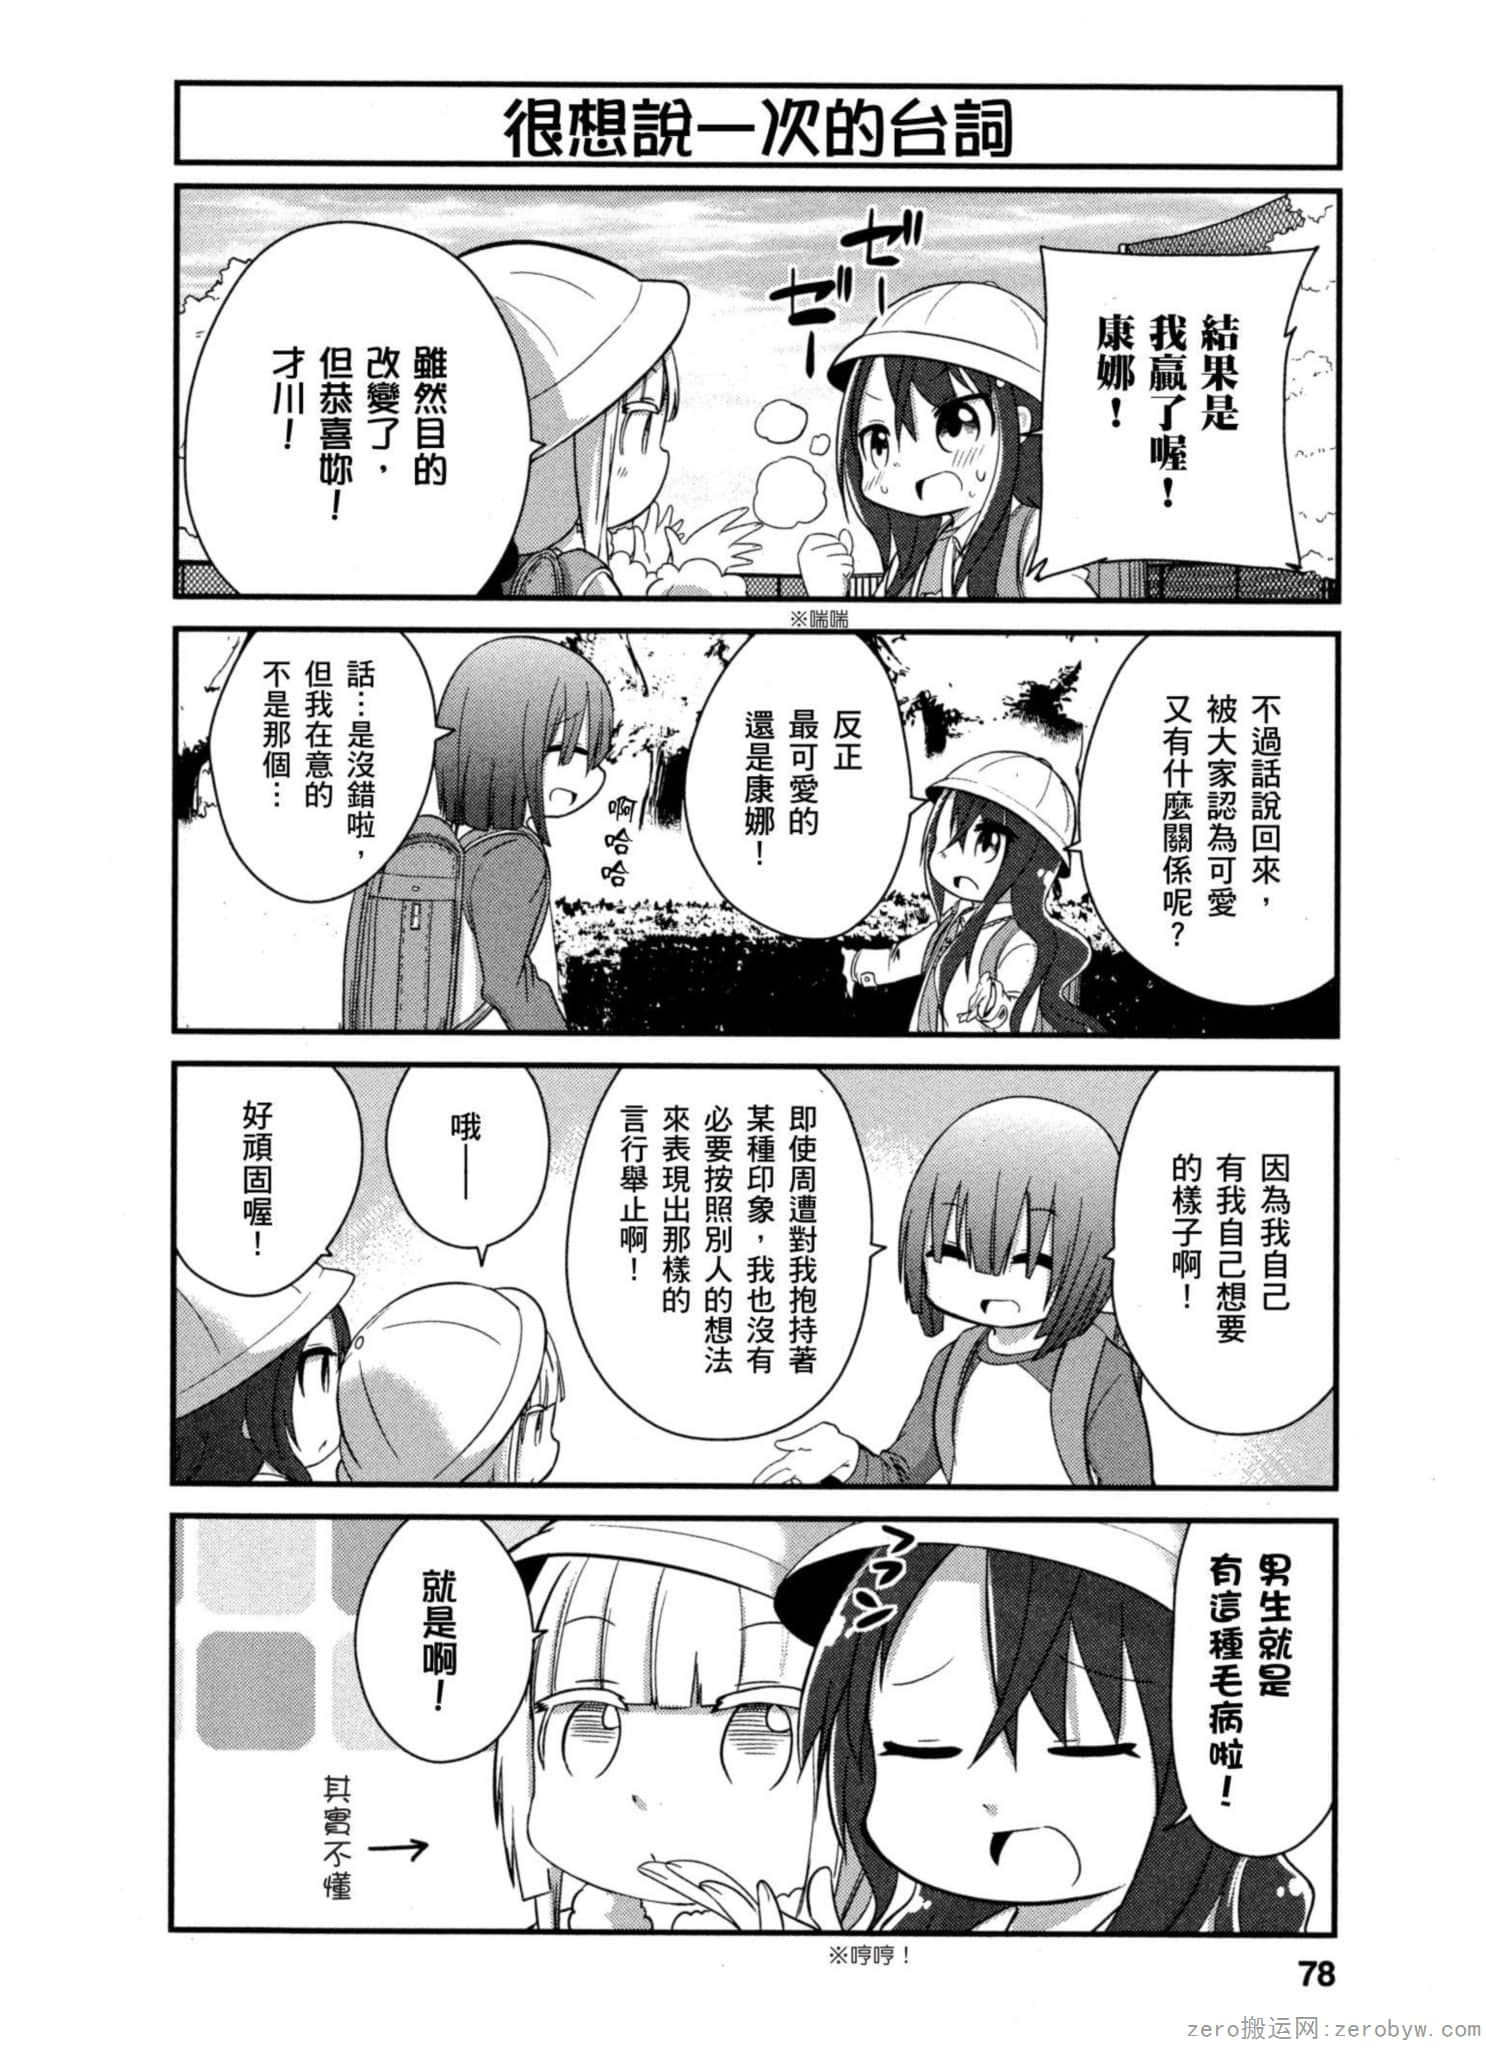 很想說一次的台詞
結果是
我贏了喔！
康娜！
ゼー
ゼ
雖然目的
改變了，
但恭喜妳！
才川！
※喘喘
不過話說回來，
被大家認為可愛
又有什麼關係呢？
反正
最可愛的
還是康娜！
啊哈哈
話…是沒錯啦，
但我在意的
不是那個…
因為我自己
有我自己想要
的樣子啊！
即使周遭對我抱持著
某種印象，我也沒有
必要按照別人的想法
來表現出那樣的
言行舉止啊！
哦──
好頑固喔！
男生就是
有這種毛病啦！
フフン
就是啊！
其實不懂
→
※哼哼！
78
zero搬运网:zerobyw.com